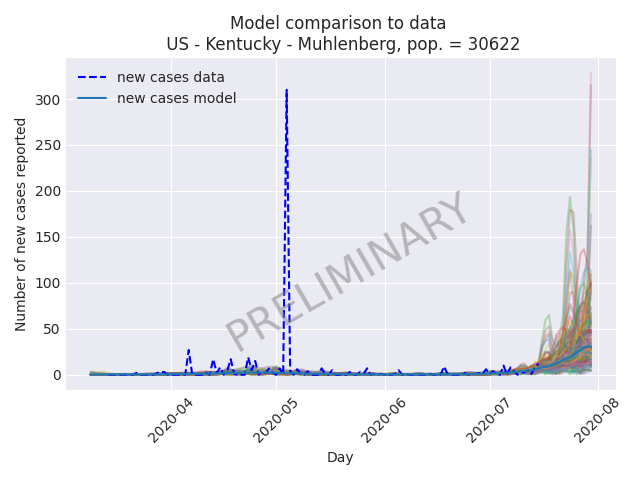 Model comparison to data
US - Kentucky - Muhlenberg, pop. = 30622
new cases data
new cases model
Number of new cases reported
300
250
200
150
100
50
0
PRELIMINARY
2020-04
2020-05
2020-06
2020-07
2020-08
Day